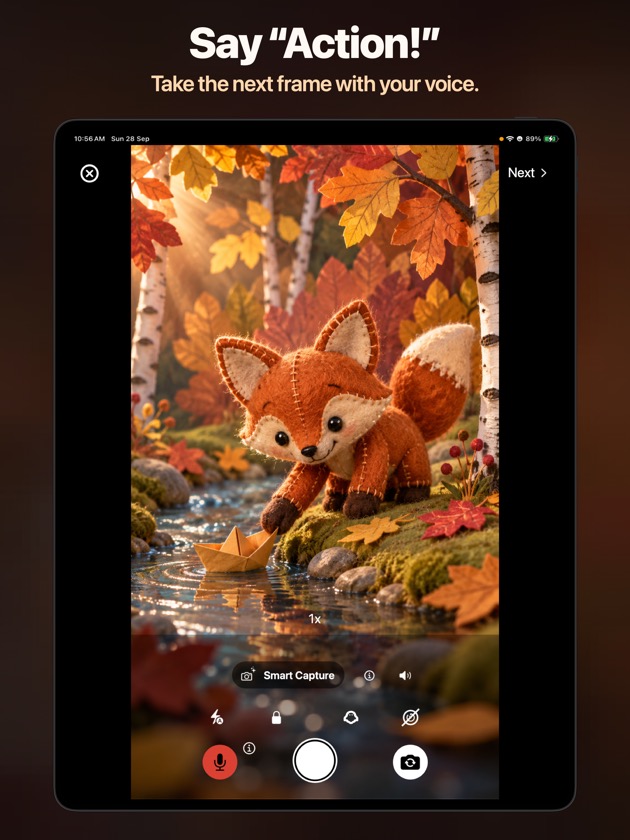 Say “Action!”
Take the next frame with your voice.
10:56 AM Sun 28 Sep
89%
Next
1x
Smart Capture